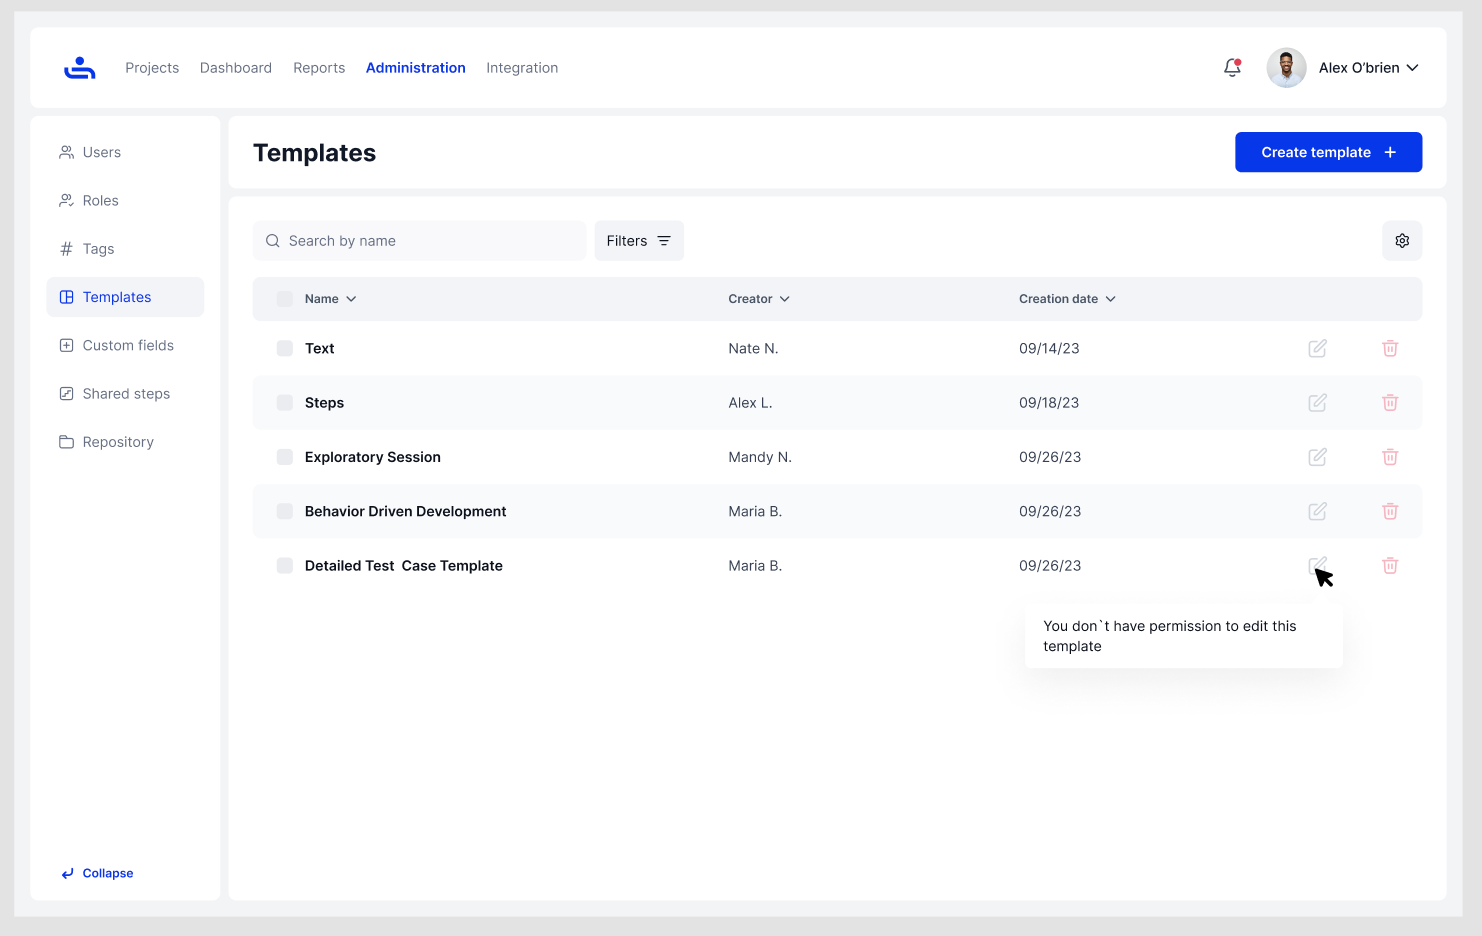 Projects Dashboard Reports Administration Integration
Alex O’brien
Users
Roles
Tags
Templates
Custom fields
Shared steps
Repository
Collapse
Templates
Create template
Search by name
Filters
Name Creator Creation date
Text Nate N. 09/14/23
Steps Alex L. 09/18/23
Exploratory Session Mandy N. 09/26/23
Behavior Driven Development Maria B. 09/26/23
Detailed Test  Case Template Maria B. 09/26/23
You don`t have permission to edit this
template